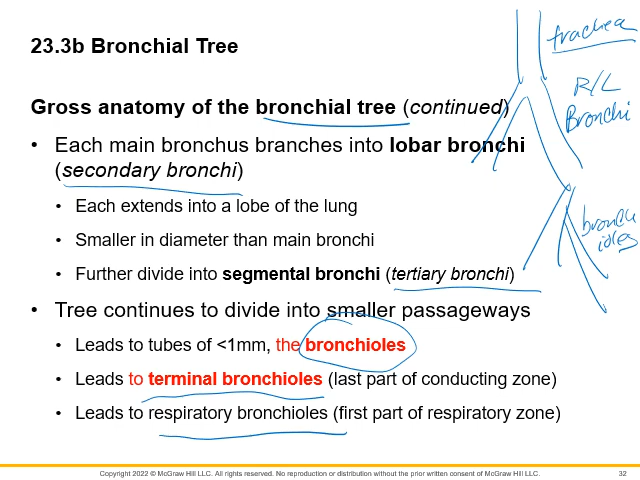 23.3b Bronchial Tree
trachea
R/L
Bronchi
Gross anatomy of the bronchial tree (continued)
• Each main bronchus branches into lobar bronchi
(secondary bronchi)
• Each extends into a lobe of the lung
• Smaller in diameter than main bronchi
• Further divide into segmental bronchi (tertiary bronchi)
bronch
ioles
• Tree continues to divide into smaller passageways
• Leads to tubes of <1mm, the bronchioles
• Leads to terminal bronchioles (last part of conducting zone)
• Leads to respiratory bronchioles (first part of respiratory zone)
Copyright 2022 © McGraw Hill LLC. All rights reserved. No reproduction or distribution without the prior written consent of McGraw Hill LLC.
32